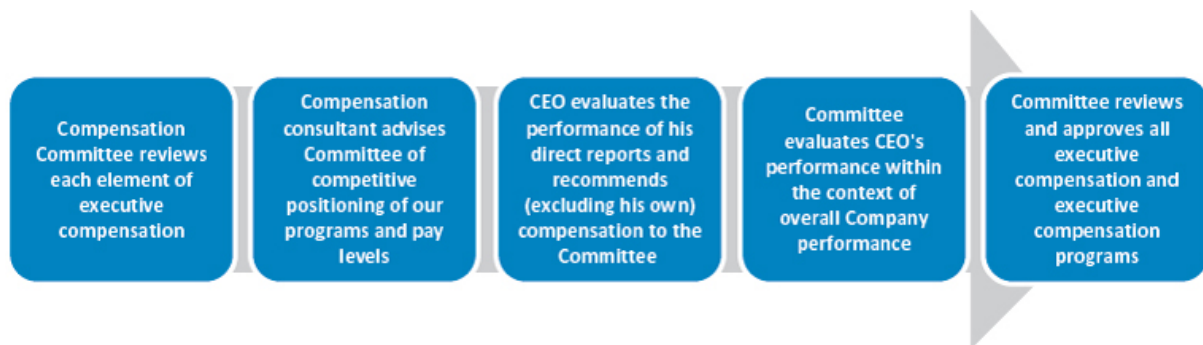 Compensation
Committee reviews
each element of
executive
compensation
Compensation
consultant advises
Committee of
competitive
positioning of our
programs and pay
levels
CEO evaluates the
performance of his
direct reports and
recommends
(excluding his own)
compensation to the
Committee
Committee
evaluates CEO's
performance within
the context of
overall Company
performance
Committee reviews
and approves all
executive
compensation and
executive
compensation
programs